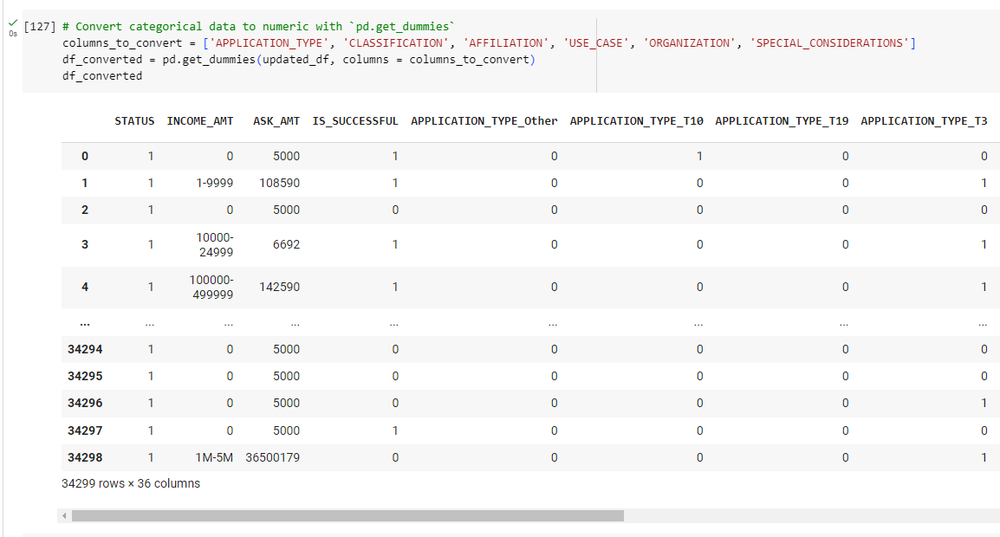 [127] # Convert categorical data to numeric with `pd.get_dummies`
columns_to_convert = ['APPLICATION_TYPE', 'CLASSIFICATION', 'AFFILIATION', 'USE_CASE', 'ORGANIZATION', 'SPECIAL_CONSIDERATIONS']
0s
df_converted = pd.get_dummies(updated_df, columns = columns_to_convert)
df_converted
STATUS INCOME_AMT ASK_AMT IS_SUCCESSFUL APPLICATION_TYPE_Other APPLICATION_TYPE_T10 APPLICATION_TYPE_T19 APPLICATION_TYPE_T3
0 1 0 5000 1 0 1 0 0
1 1 1-9999 108590 1 0 0 0 1
2 1 0 5000 0 0 0 0 0
3 1 10000-
24999 6692 1 0 0 0 1
4 1 100000-
499999 142590 1 0 0 0 1
... ... ... ... ... ... ... ... ...
34294 1 0 5000 0 0 0 0 0
34295 1 0 5000 0 0 0 0 0
34296 1 0 5000 0 0 0 0 1
34297 1 0 5000 1 0 0 0 0
34298 1 1M-5M 36500179 0 0 0 0 1
34299 rows × 36 columns